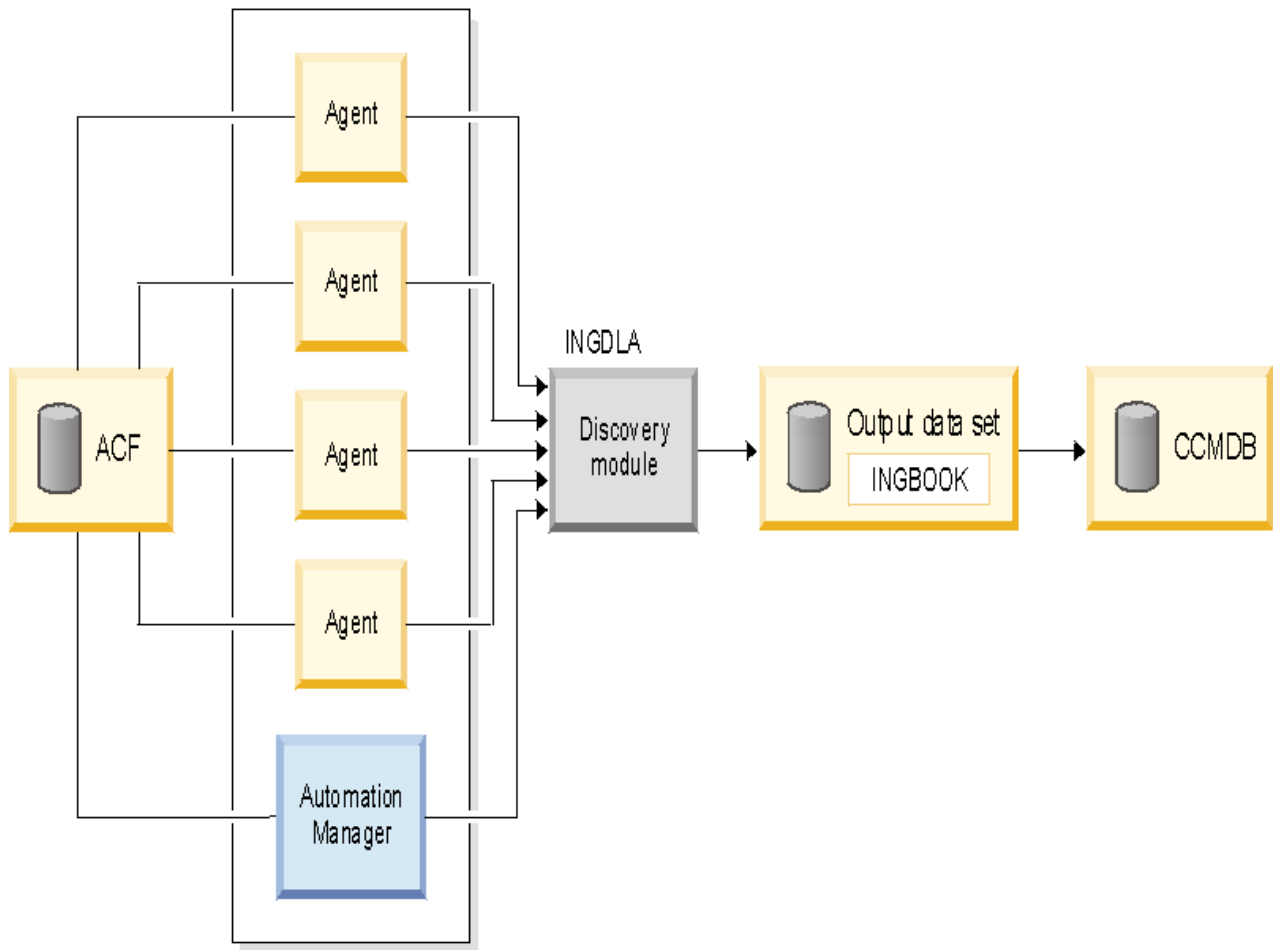 Agent
Agent
INGDLA
ACF
Agent
Discovery
module
Output data set
INGBOOK
CCMDB
Agent
Automation
Manager